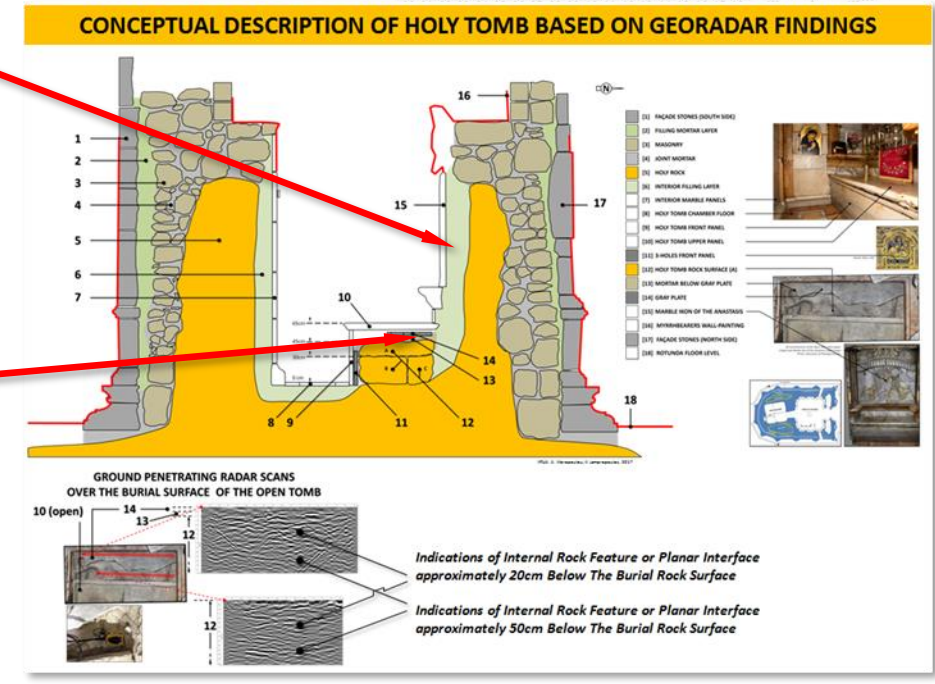 CONCEPTUAL DESCRIPTION OF HOLY TOMB BASED ON GEORADAR FINDINGS
16
N
1
2
3
4
5
6
7
15
17
10
14
13
8 9
11
12
18
[1] FAÇADE STONES (SOUTH SIDE)
[2] FILLING MORTAR LAYER
[3] MASONRY
[4] JOINT MORTAR
[5] HOLY ROCK
[6] INTERIOR FILLING LAYER
[7] INTERIOR MARBLE PANELS
[8] HOLY TOMB CHAMBER FLOOR
[9] HOLY TOMB FRONT PANEL
[10] HOLY TOMB UPPER PANEL
[11] 3-HOLES FRONT PANEL
[12] HOLY TOMB ROCK SURFACE (A)
[13] MORTAR BELOW GRAY PLATE
[14] GRAY PLATE
[15] MARBLE IKON OF THE ANASTASIS
[16] MYRRHBEARERS WALL-PAINTING
[17] FAÇADE STONES (NORTH SIDE)
[18] ROTUNDA FLOOR LEVEL
GROUND PENETRATING RADAR SCANS
OVER THE BURIAL SURFACE OF THE OPEN TOMB
10 (open)
14
13
12
12
Indications of Internal Rock Feature or Planar Interface
approximately 20cm Below The Burial Rock Surface
Indications of Internal Rock Feature or Planar Interface
approximately 50cm Below The Burial Rock Surface